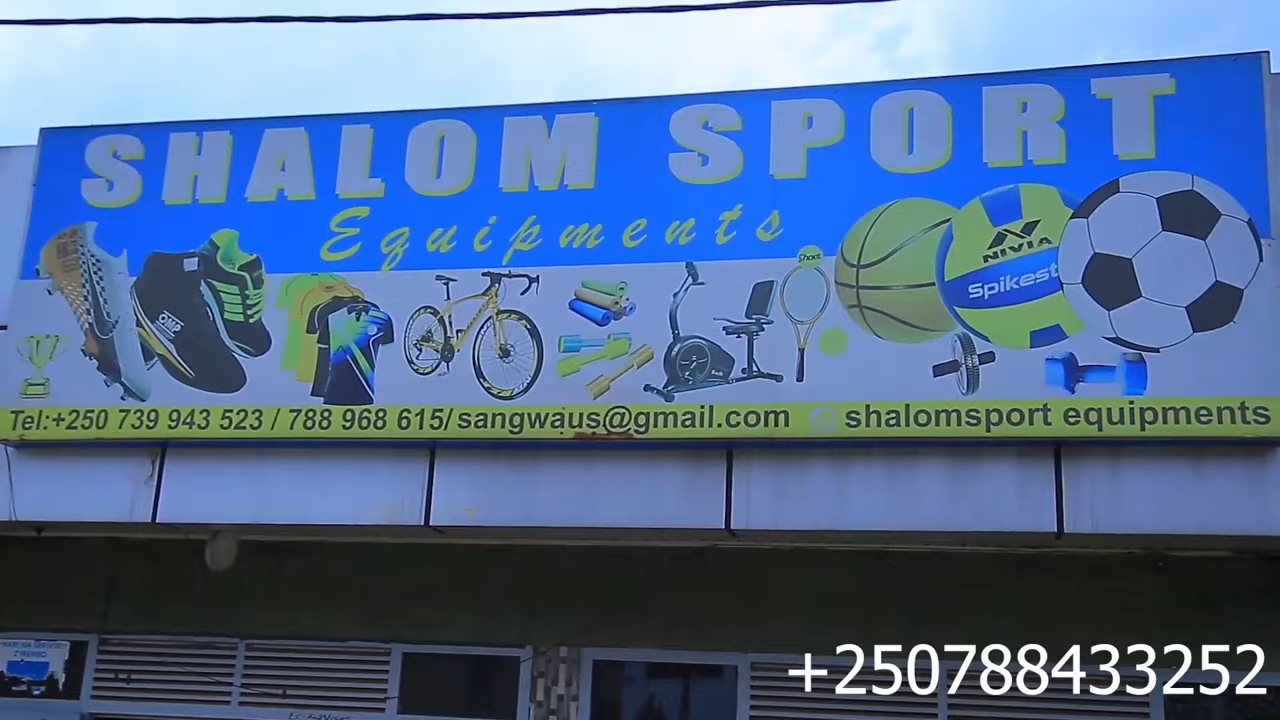 SHALOM SPORT
Equipments
OMP
Shoot
NIVIA
Spikest
Tel:+250 739 943 523 / 788 968 615/ sangwaus@gmail.com shalomsport equipments
+250788433252